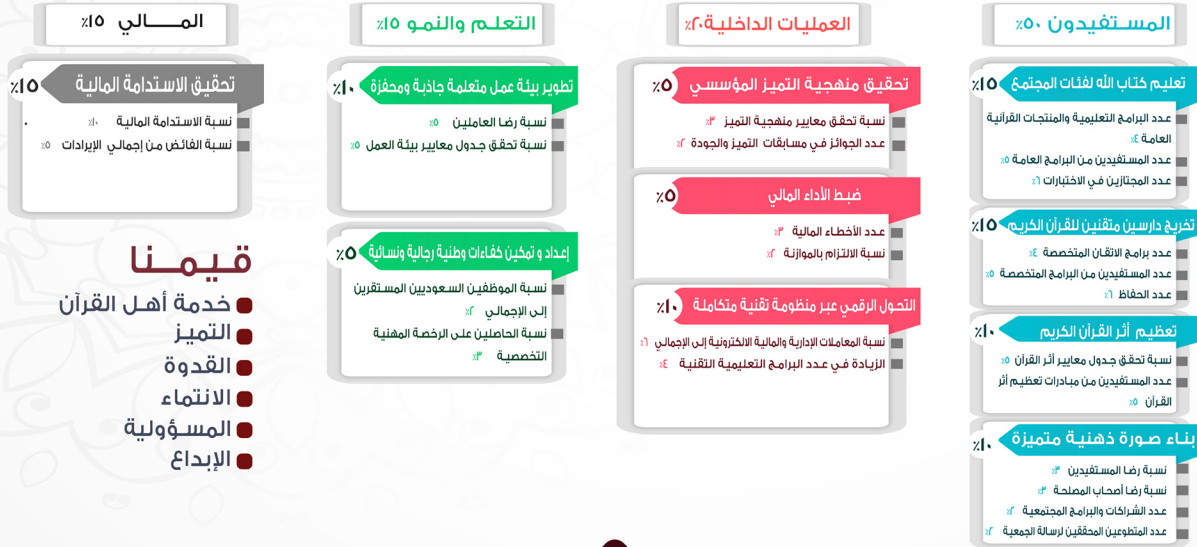 المستفيدون ٥٠٪
تعليم كتاب الله لفئات المجتمع ١٥٪
عدد البرامج التعليمية والمنتجات القرآنية
العامة ٤٪
عدد المستفيدين من البرامج العامة ٥٪
عدد المجتازين في الاختبارات ٦٪
تخريج دارسين متقنين للقرآن الكريم ١٥٪
عدد برامج الاتقان المتخصصة ٤٪
عدد المستفيدين من البرامج المتخصصة ٥٪
عدد الحفاظ ٦٪
تعظيم أثر القرآن الكريم ١٠٪
نسبة تحقق جدول معايير أثر القرآن ٥٪
عدد المستفيدين من مبادرات تعظيم أثر
القرآن ٥٪
بناء صورة ذهنية متميزة ١٠٪
نسبة رضا المستفيدين ٣٪
نسبة رضا أصحاب المصلحة ٣٪
عدد الشراكات والبرامج المجتمعية ٢٪
عدد المتطوعين المحققين لرسالة الجمعية ٢٪
العمليات الداخلية ٢٠٪
تحقيق منهجية التميز المؤسسي ٥٪
نسبة تحقق معايير منهجية التميز ٣٪
عدد الجوائز في مسابقات التميز والجودة ٢٪
ضبط الأداء المالي ٥٪
عدد الأخطاء المالية ٣٪
نسبة الالتزام بالموازنة ٢٪
التحول الرقمي عبر منظومة تقنية متكاملة ١٠٪
نسبة المعاملات الإدارية والمالية الالكترونية إلى الإجمالي ٦٪
الزيادة في عدد البرامج التعليمية التقنية ٤٪
التعلم والنمو ١٥٪
تطوير بيئة عمل متعلمة جاذبة ومحفزة ١٠٪
نسبة رضا العاملين ٥٪
نسبة تحقق جدول معايير بيئة العمل ٥٪
إعداد و تمكين كفاءات وطنية رجالية ونسائية ٥٪
نسبة الموظفين السعوديين المستقرين
إلى الإجمالي ٢٪
نسبة الحاصلين على الرخصة المهنية
التخصصية ٣٪
المالي ١٥٪
تحقيق الاستدامة المالية ١٥٪
نسبة الاستدامة المالية ١٠٪
نسبة الفائض من إجمالي الإيرادات ٥٪
قيمنا
خدمة أهل القرآن
التميز
القدوة
الانتماء
المسؤولية
الإبداع